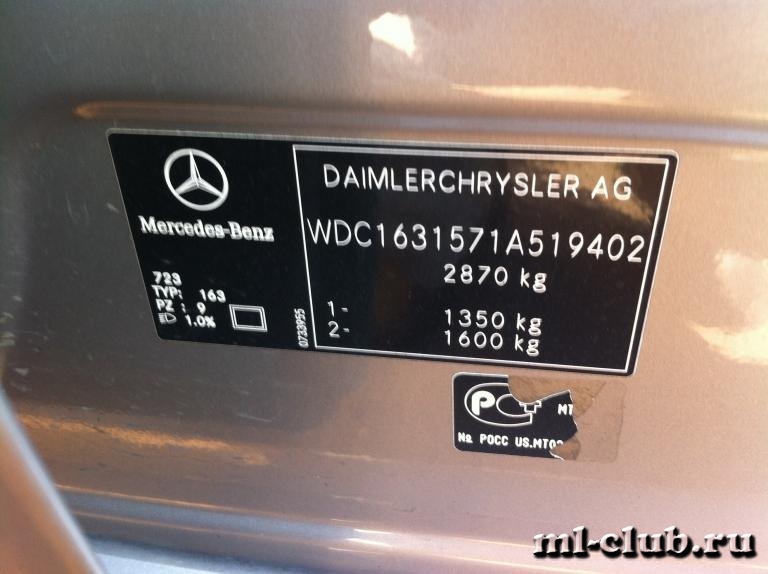 Mercedes-Benz
723
TYP: 163
PZ : 9
1.0%
0733955
DAIMLERCHRYSLER AG
WDC1631571A519402
2870 kg
1- 1350 kg
2- 1600 kg
РСТ
№ РОСС US.
ml-club.ru